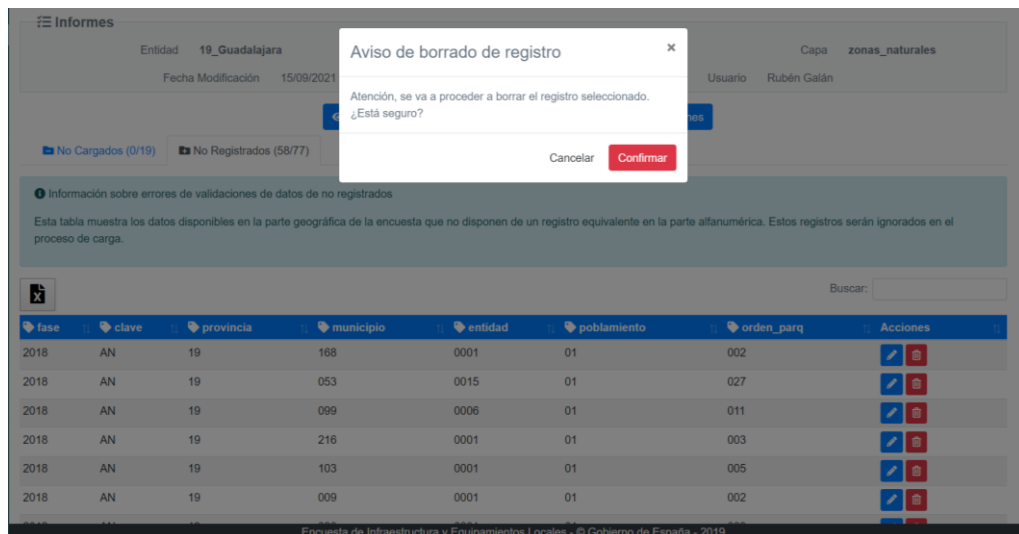 Informes
Entidad 19_Guadalajara Capa zonas_naturales
Fecha Modificación 15/09/2021 Usuario Rubén Galán
Aviso de borrado de registro ×
Atención, se va a proceder a borrar el registro seleccionado.
¿Está seguro?
Cancelar Confirmar
No Cargados (0/19) No Registrados (58/77)
Información sobre errores de validaciones de datos de no registrados
Esta tabla muestra los datos disponibles en la parte geográfica de la encuesta que no disponen de un registro equivalente en la parte alfanumérica. Estos registros serán ignorados en el
proceso de carga.
Buscar:
fase clave provincia municipio entidad poblamiento orden_parq Acciones
2018 AN 19 168 0001 01 002
2018 AN 19 053 0015 01 027
2018 AN 19 099 0006 01 011
2018 AN 19 216 0001 01 003
2018 AN 19 103 0001 01 005
2018 AN 19 009 0001 01 002
Encuesta de Infraestructura y Equipamientos Locales - © Gobierno de España - 2019